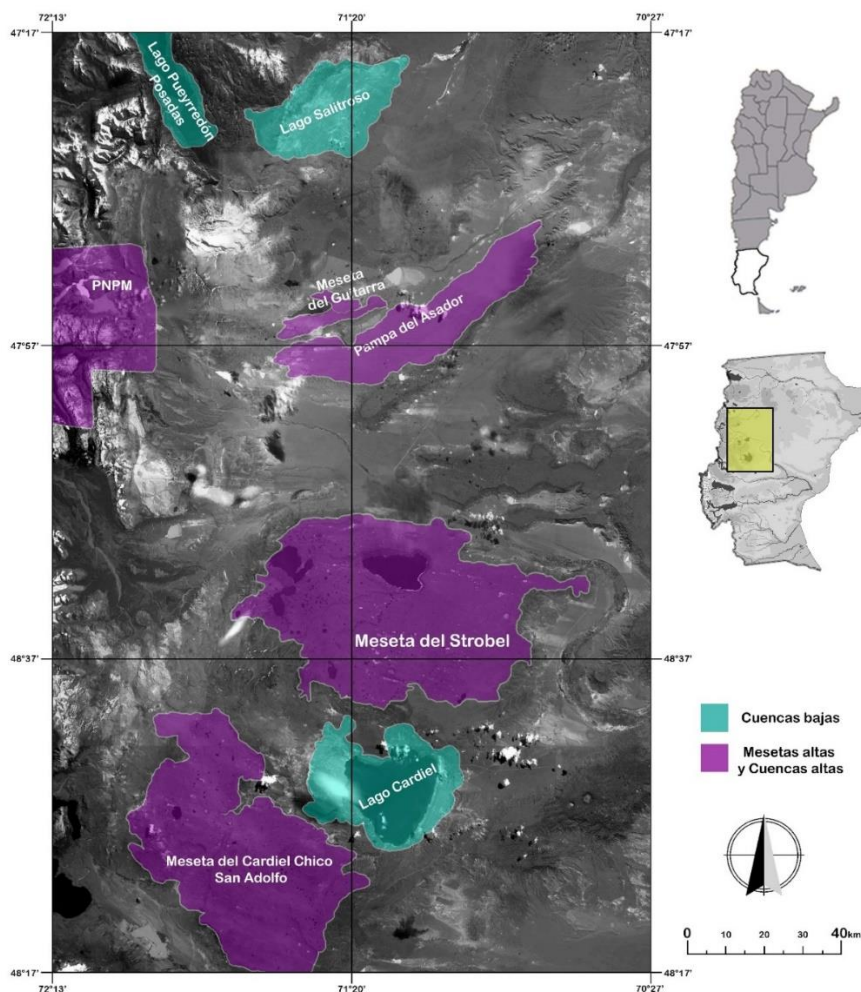 72°13'
71°20'
70°27'
47°17'
47°17'
Lago Pueyrredón
Posadas
Lago Salitroso
PNPM
Meseta
del Guitarra
Pampa del Asador
47°57'
47°57'
Meseta del Strobel
48°37'
48°37'
Cuencas bajas
Mesetas altas
y Cuencas altas
Lago Cardiel
Meseta del Cardiel Chico
San Adolfo
0 10 20 40km
48°17'
48°17'
72°13'
71°20'
70°27'